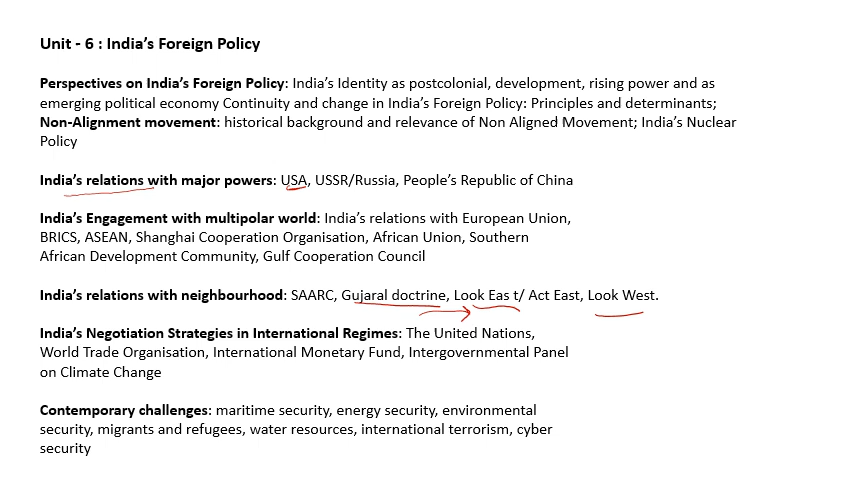 Unit - 6 : India's Foreign Policy
Perspectives on India's Foreign Policy: India's Identity as postcolonial, development, rising power and as
emerging political economy Continuity and change in India's Foreign Policy: Principles and determinants;
Non-Alignment movement: historical background and relevance of Non Aligned Movement; India's Nuclear
Policy
India's relations with major powers: USA, USSR/Russia, People's Republic of China
India's Engagement with multipolar world: India's relations with European Union,
BRICS, ASEAN, Shanghai Cooperation Organisation, African Union, Southern
African Development Community, Gulf Cooperation Council
India's relations with neighbourhood: SAARC, Gujaral doctrine, Look Eas t/ Act East, Look West.
India's Negotiation Strategies in International Regimes: The United Nations,
World Trade Organisation, International Monetary Fund, Intergovernmental Panel
on Climate Change
Contemporary challenges: maritime security, energy security, environmental
security, migrants and refugees, water resources, international terrorism, cyber
security